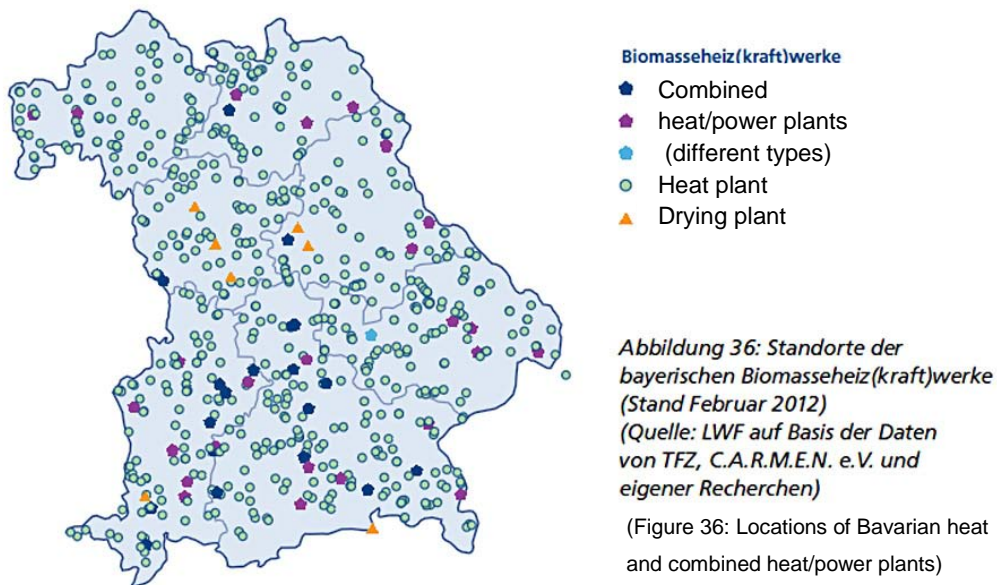 Biomasseheiz(kraft)werke
Combined
heat/power plants
(different types)
Heat plant
Drying plant
Abbildung 36: Standorte der
bayerischen Biomasseheiz(kraft)werke
(Stand Februar 2012)
(Quelle: LWF auf Basis der Daten
von TFZ, C.A.R.M.E.N. e.V. und
eigener Recherchen)
(Figure 36: Locations of Bavarian heat
and combined heat/power plants)